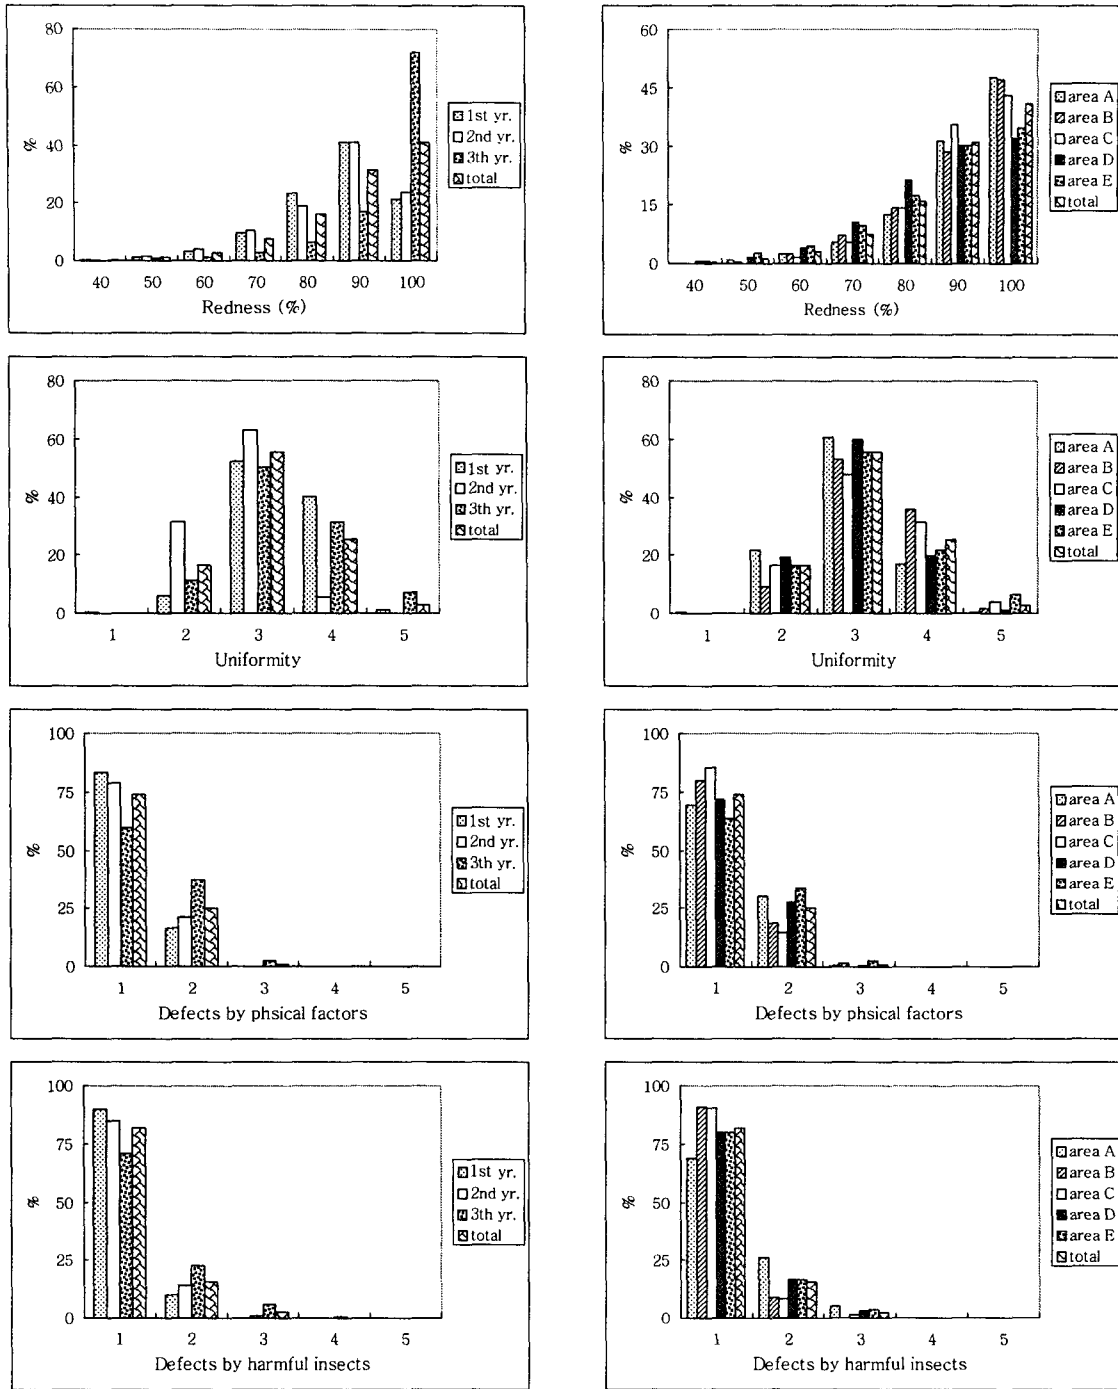 80
60
40
20
0
%
40 50 60 70 80 90 100
Redness (%)
1st yr.
2nd yr.
3th yr.
total
60
45
30
15
0
%
40 50 60 70 80 90 100
Redness (%)
area A
area B
area C
area D
area E
total
80
60
40
20
0
%
1 2 3 4 5
Uniformity
1st yr.
2nd yr.
3th yr.
total
80
60
40
20
0
%
1 2 3 4 5
Uniformity
area A
area B
area C
area D
area E
total
100
75
50
25
0
%
1 2 3 4 5
Defects by phsical factors
1st yr.
2nd yr.
3th yr.
total
100
75
50
25
0
%
1 2 3 4 5
Defects by phsical factors
area A
area B
area C
area D
area E
total
100
75
50
25
0
%
1 2 3 4 5
Defects by harmful insects
1st yr.
2nd yr.
3th yr.
total
100
75
50
25
0
%
1 2 3 4 5
Defects by harmful insects
area A
area B
area C
area D
area E
total